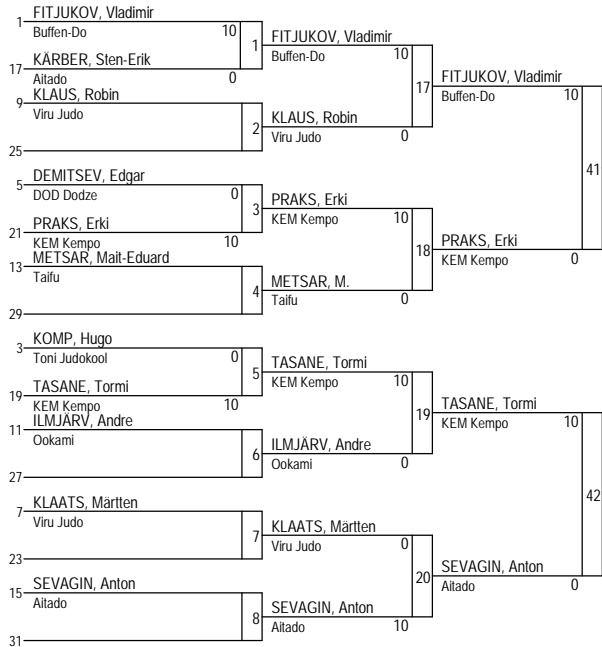 1 FITJUKOV, Vladimir
Buffen-Do 10
1
17 KÄRBER, Sten-Erik
Aitado 0
9 KLAUS, Robin
Viru Judo
2
25
5 DEMITSEV, Edgar
DOD Dodze 0
3
21 PRAKS, Erki
KEM Kempo 10
13 METSAR, Mait-Eduard
Taifu
4
29
3 KOMP, Hugo
Toni Judokool 0
5
19 TASANE, Tormi
KEM Kempo 10
11 ILMJÄRV, Andre
Ookami
6
27
7 KLAATS, Märtten
Viru Judo
7
23
15 SEVAGIN, Anton
Aitado
8
31
FITJUKOV, Vladimir
Buffen-Do 10
17
KLAUS, Robin
Viru Judo 0
PRAKS, Erki
KEM Kempo 10
18
METSAR, M.
Taifu 0
TASANE, Tormi
KEM Kempo 10
19
ILMJÄRV, Andre
Ookami 0
KLAATS, Märtten
Viru Judo 0
20
SEVAGIN, Anton
Aitado 10
FITJUKOV, Vladimir
Buffen-Do 10
41
PRAKS, Erki
KEM Kempo 0
TASANE, Tormi
KEM Kempo 10
42
SEVAGIN, Anton
Aitado 0